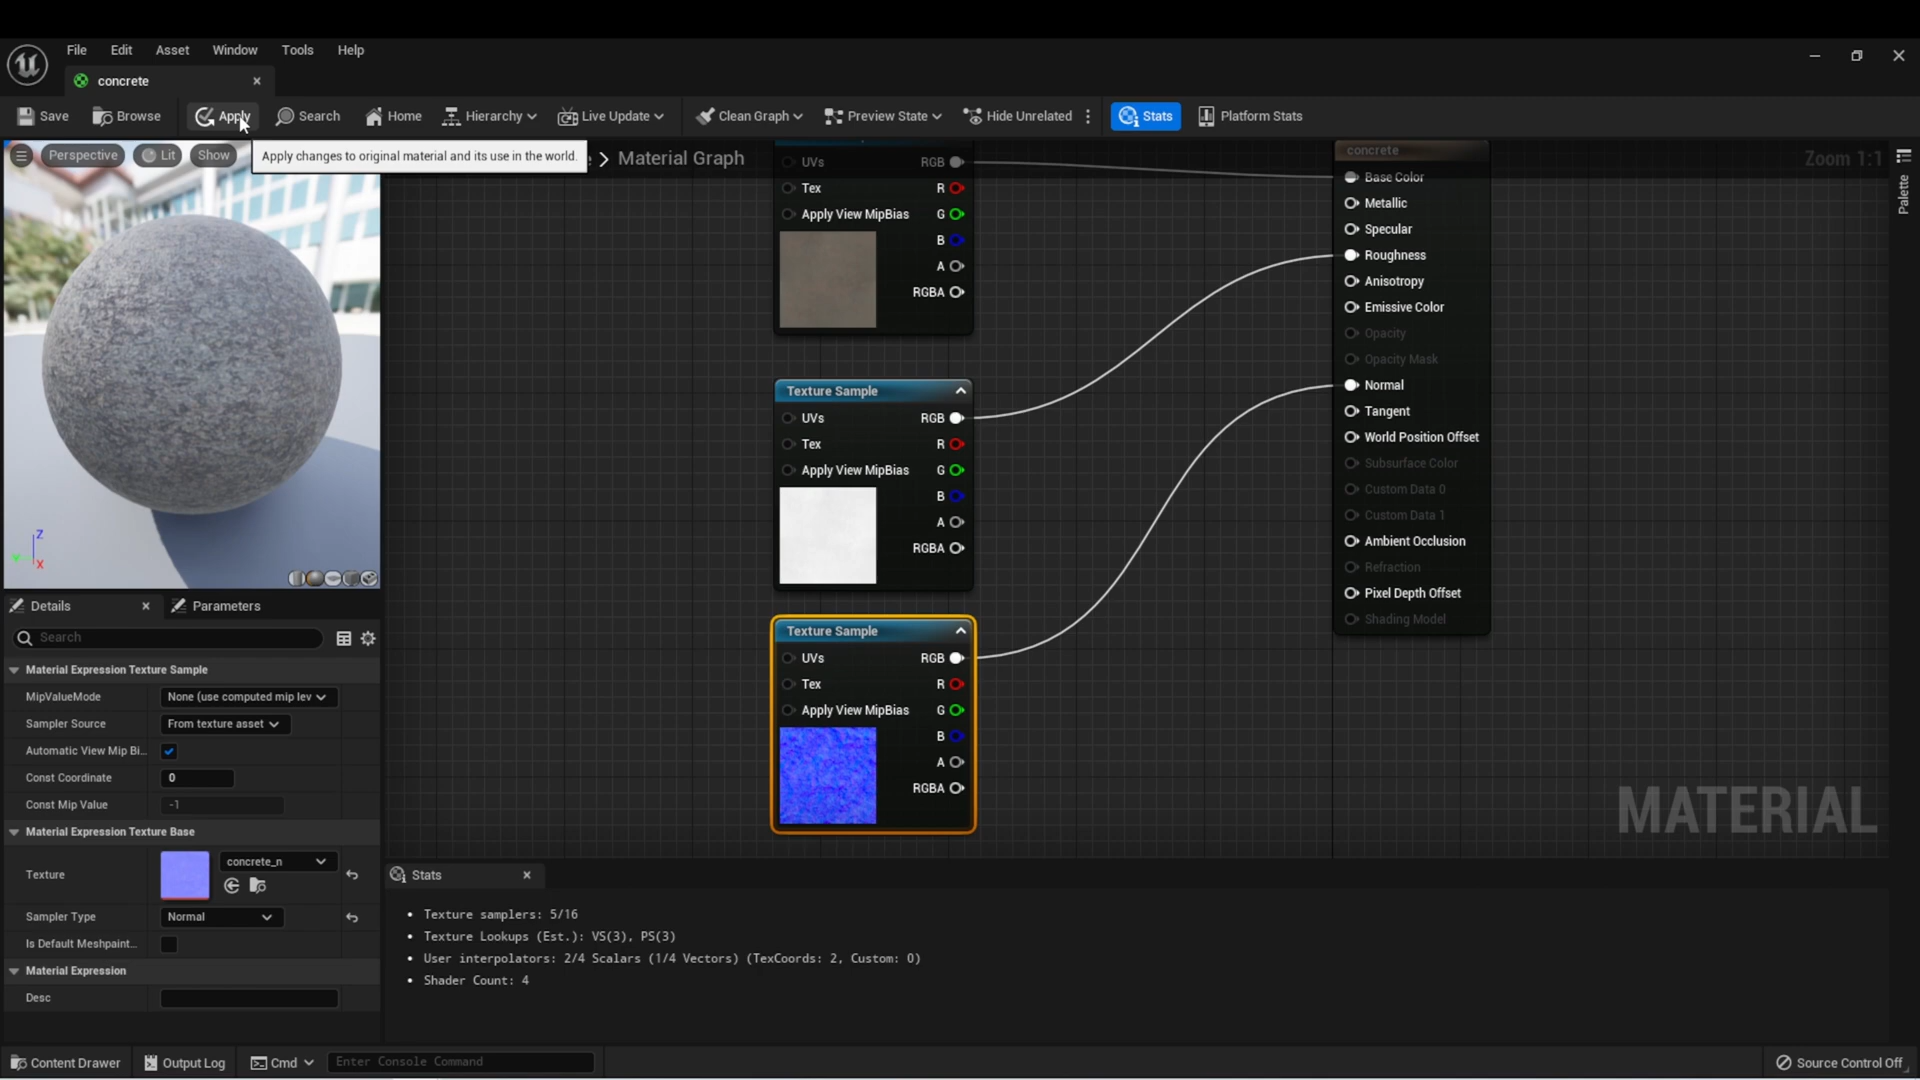 File Edit Asset Window Tools Help
concrete
Save Browse Apply Search Home Hierarchy Live Update Clean Graph Preview State Hide Unrelated Stats Platform Stats
Perspective Lit Show
Apply changes to original material and its use in the world.
Material Graph
Zoom 1:1
Palette
UVs RGB
Tex R
Apply View MipBias G
B
A
RGBA
Texture Sample
UVs RGB
Tex R
Apply View MipBias G
B
A
RGBA
Texture Sample
UVs RGB
Tex R
Apply View MipBias G
B
A
RGBA
concrete
Base Color
Metallic
Specular
Roughness
Anisotropy
Emissive Color
Opacity
Opacity Mask
Normal
Tangent
World Position Offset
Subsurface Color
Custom Data 0
Custom Data 1
Ambient Occlusion
Refraction
Pixel Depth Offset
Shading Model
MATERIAL
Z
X
Details Parameters
Search
Material Expression Texture Sample
MipValueMode None (use computed mip lev
Sampler Source From texture asset
Automatic View Mip Bi...
Const Coordinate 0
Const Mip Value -1
Material Expression Texture Base
Texture concrete_n
Sampler Type Normal
Is Default Meshpaint...
Material Expression
Desc
Stats
• Texture samplers: 5/16
• Texture Lookups (Est.): VS(3), PS(3)
• User interpolators: 2/4 Scalars (1/4 Vectors) (TexCoords: 2, Custom: 0)
• Shader Count: 4
Content Drawer Output Log Cmd Enter Console Command Source Control Off